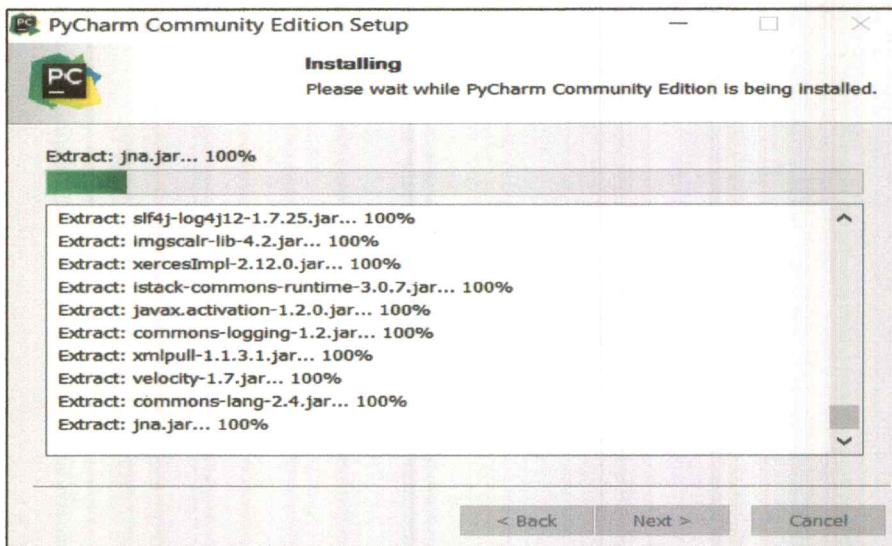 PC PyCharm Community Edition Setup
PC
Installing
Please wait while PyCharm Community Edition is being installed.
Extract: jna.jar... 100%
Extract: slf4j-log4j12-1.7.25.jar... 100%
Extract: imgscalr-lib-4.2.jar... 100%
Extract: xercesImpl-2.12.0.jar... 100%
Extract: istack-commons-runtime-3.0.7.jar... 100%
Extract: javax.activation-1.2.0.jar... 100%
Extract: commons-logging-1.2.jar... 100%
Extract: xmlpull-1.1.3.1.jar... 100%
Extract: velocity-1.7.jar... 100%
Extract: commons-lang-2.4.jar... 100%
Extract: jna.jar... 100%
< Back Next > Cancel